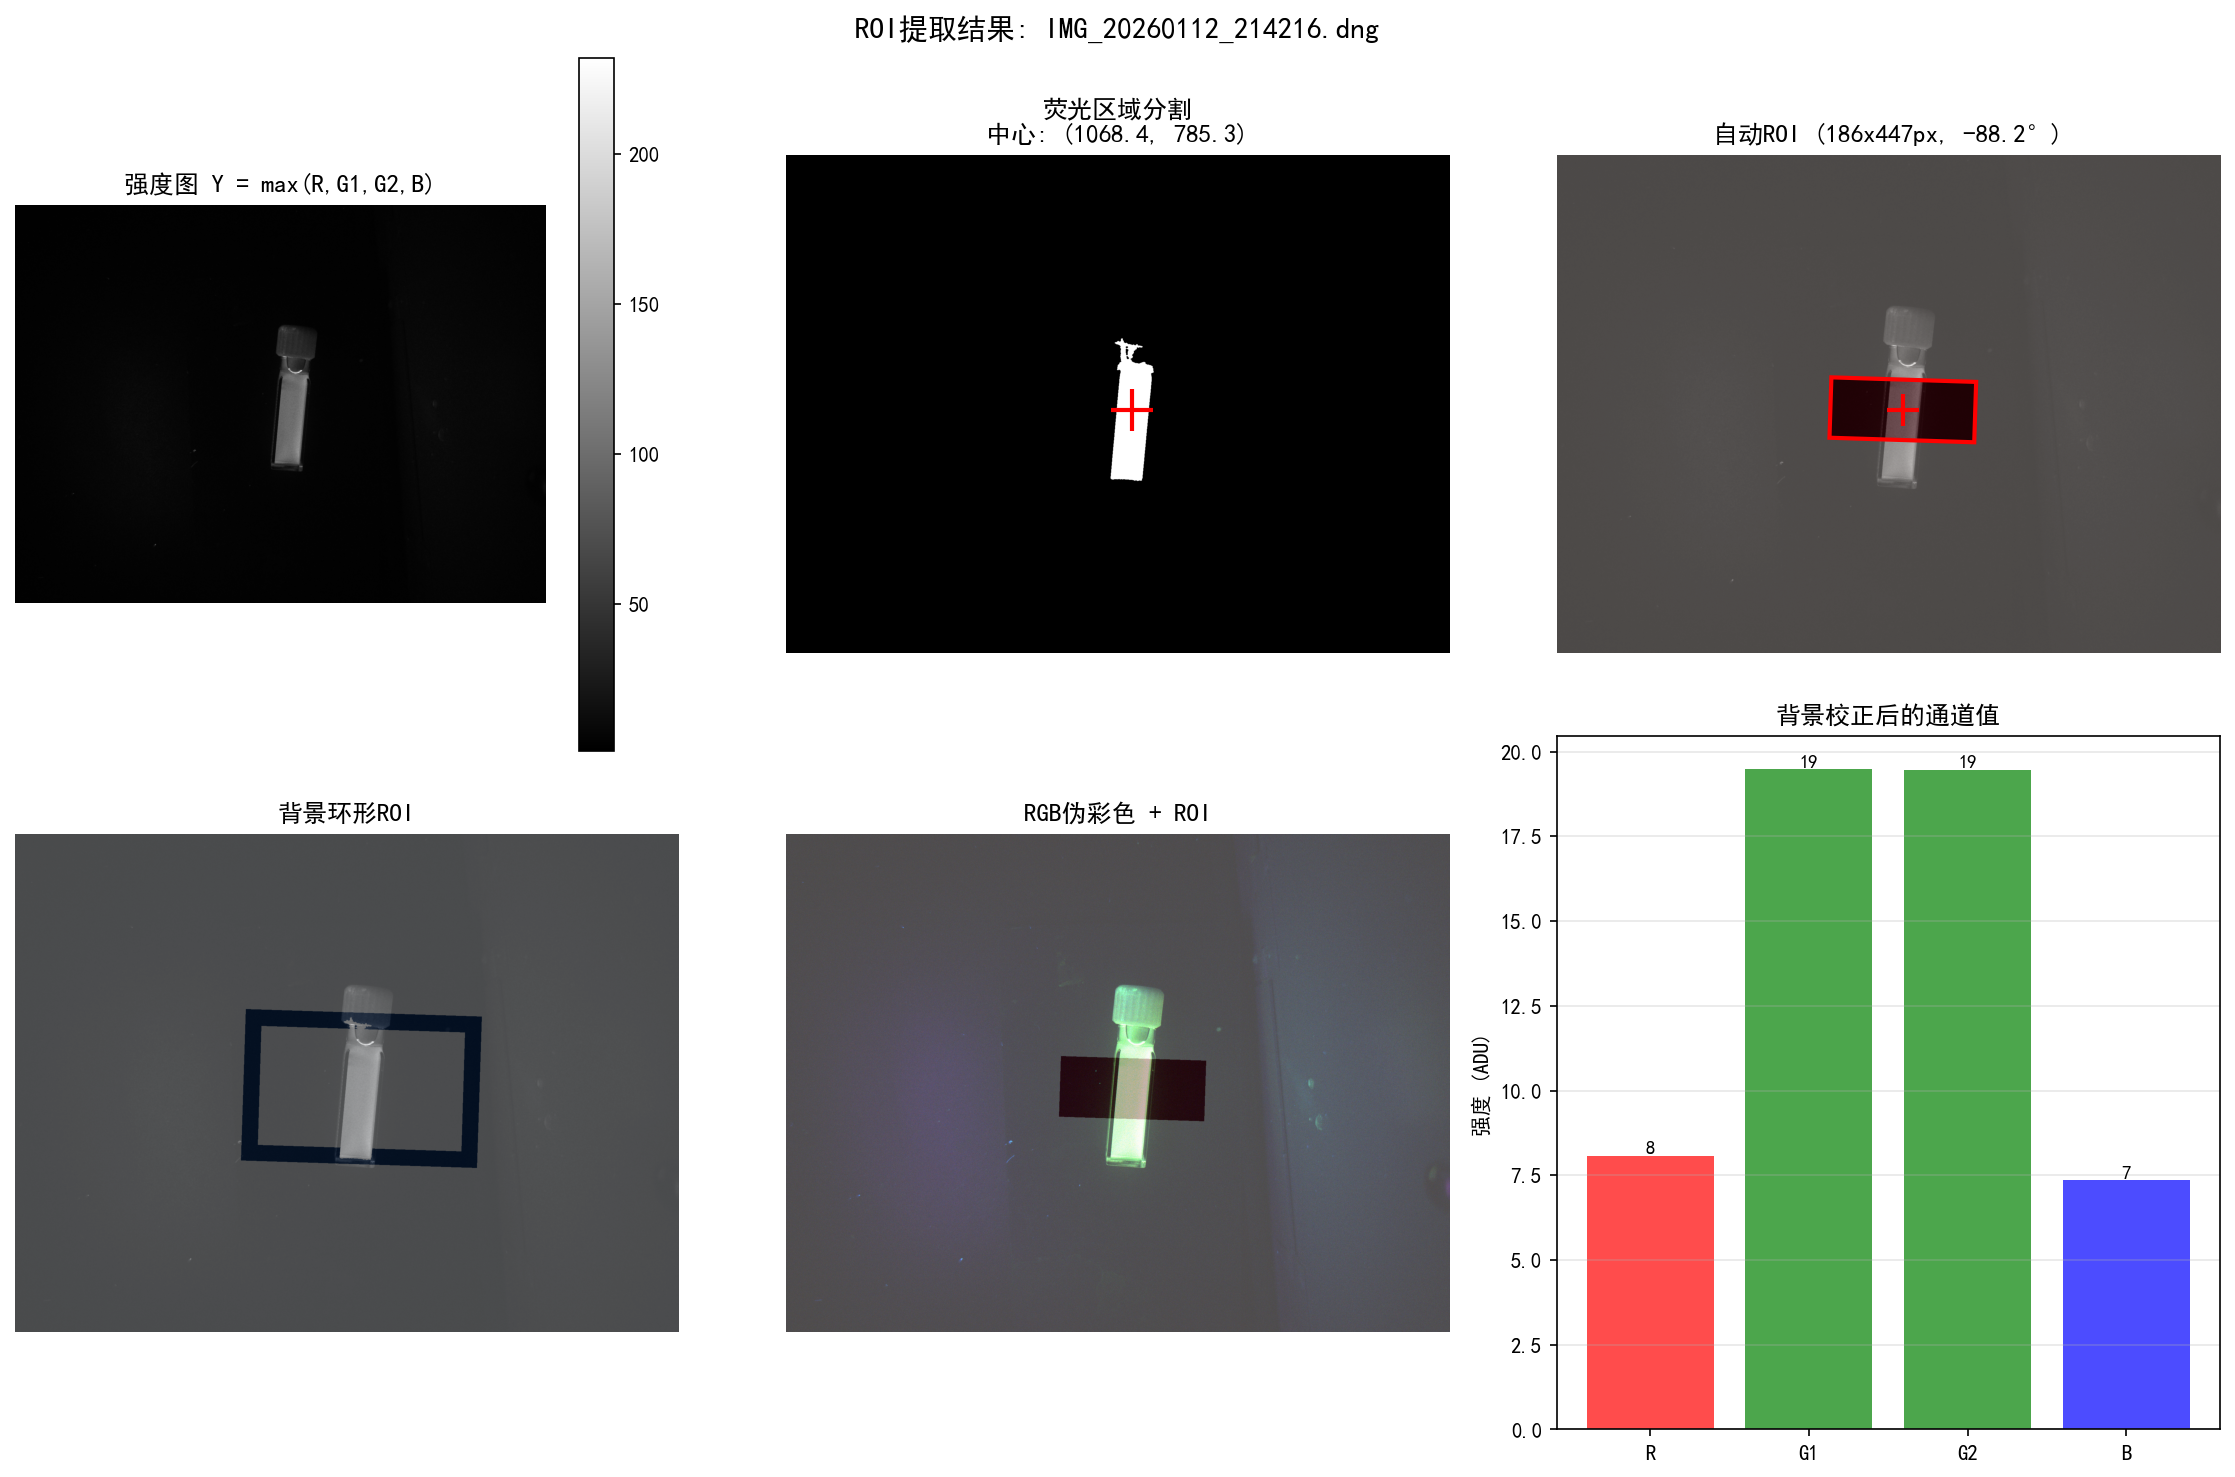 ROI提取结果: IMG_20260112_214216.dng
强度图 Y = max(R,G1,G2,B)
200
150
100
50
荧光区域分割
中心: (1068.4, 785.3)
自动ROI (186x447px, -88.2°)
背景环形ROI
RGB伪彩色 + ROI
背景校正后的通道值
强度 (ADU)
20.0
17.5
15.0
12.5
10.0
7.5
5.0
2.5
0.0
8
19
19
7
R
G1
G2
B